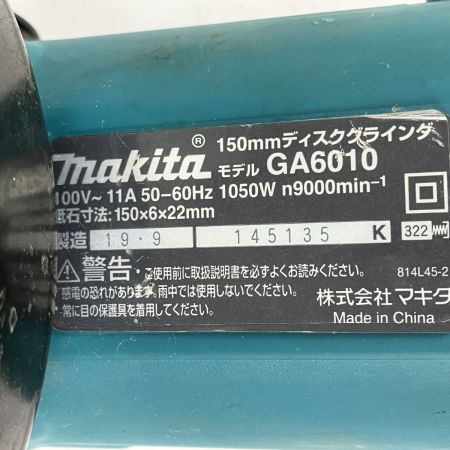 150mmディスクグラインダ
makita® モデル GA6010
100V~ 11A 50-60Hz 1050W n9000min-1
砥石寸法:150×6×22mm
製造 19・9 145135 K 322
警告・ご使用前に取扱説明書を必ずよくお読みください。 814L45-2
・感電の恐れがあります。雨中では使用しないでください。
・常に目の保護具を着用してください。
株式会社 マキタ
Made in China